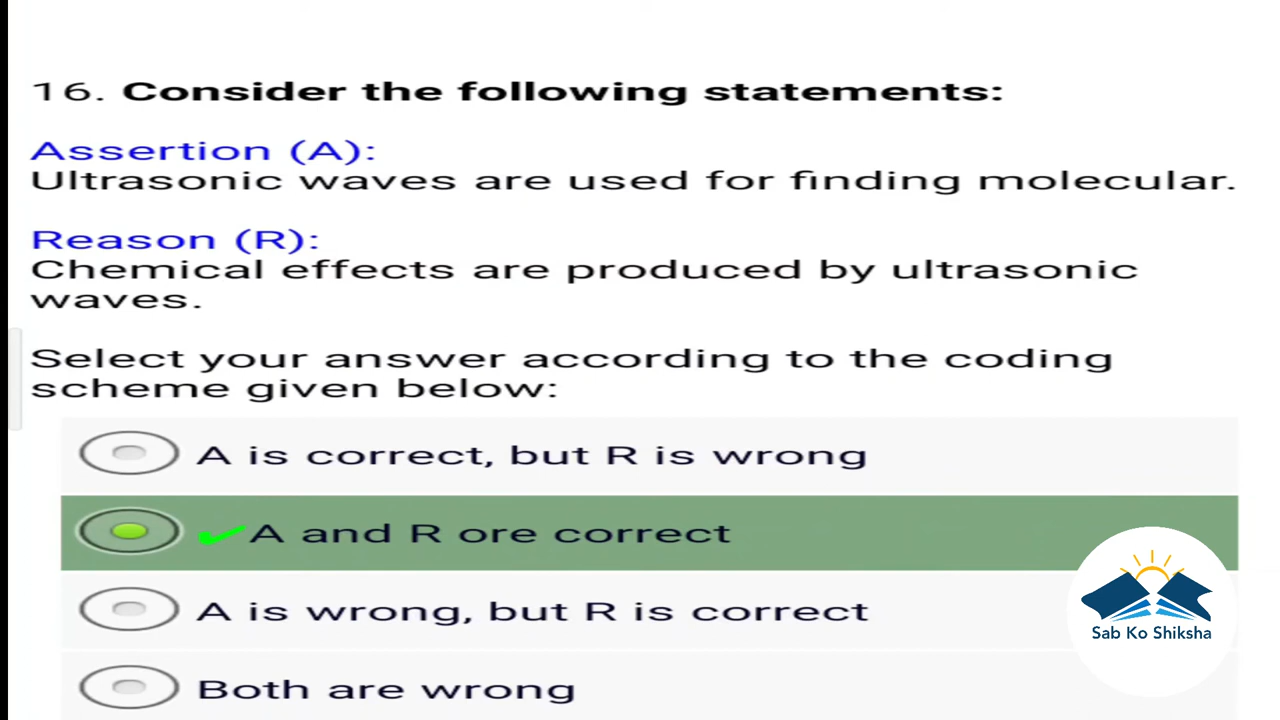 16. Consider the following statements:
Assertion (A):
Ultrasonic waves are used for finding molecular.
Reason (R):
Chemical effects are produced by ultrasonic
waves.
Select your answer according to the coding
scheme given below:
A is correct, but R is wrong
A and R ore correct
A is wrong, but R is correct
Both are wrong
Sab Ko Shiksha